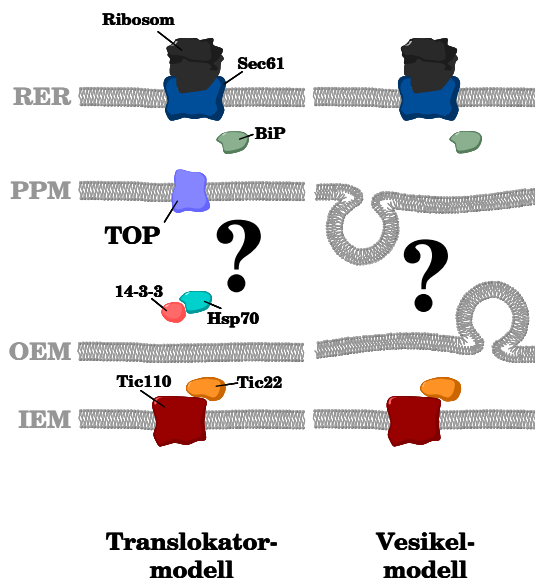 Ribosom
Sec61
RER
BiP
PPM
TOP
?
?
14-3-3
Hsp70
OEM
Tic110
Tic22
IEM
Translokator-
modell
Vesikel-
modell